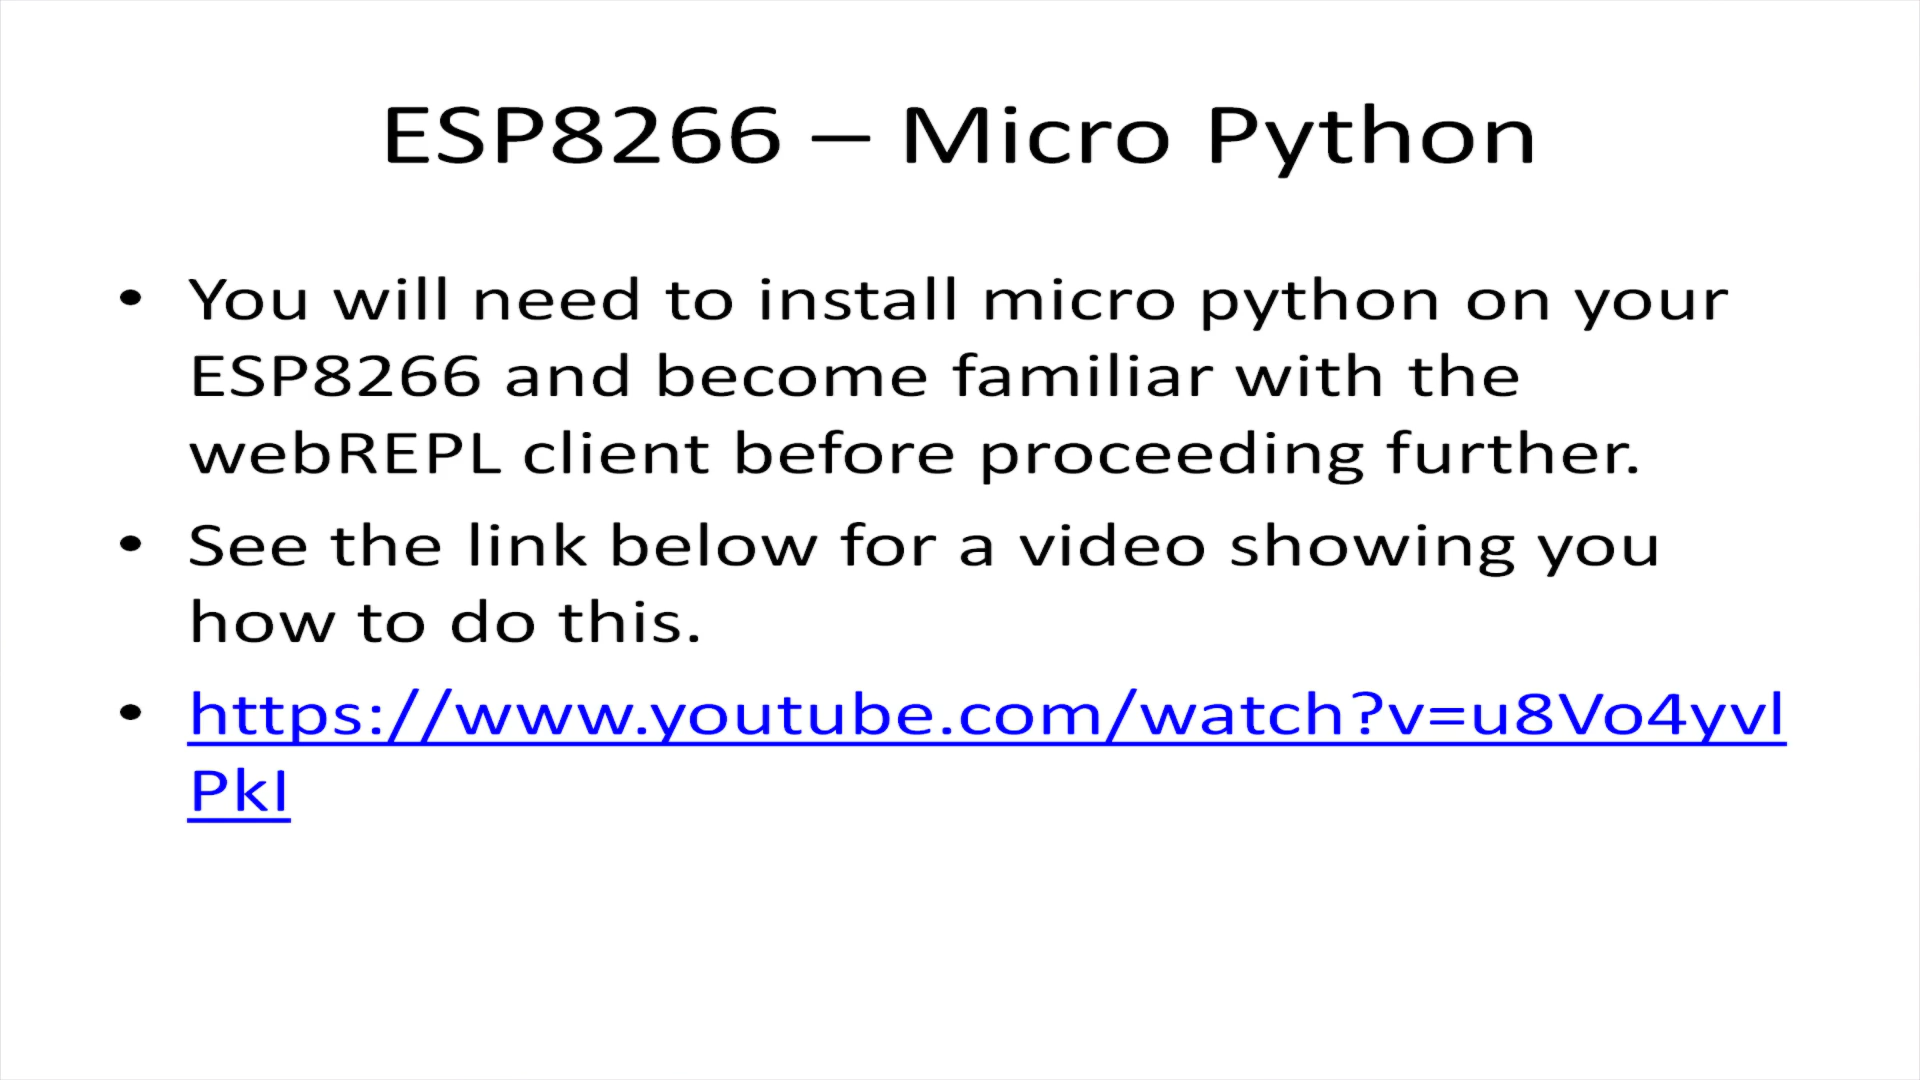 ESP8266 – Micro Python
• You will need to install micro python on your
ESP8266 and become familiar with the
webREPL client before proceeding further.
• See the link below for a video showing you
how to do this.
• https://www.youtube.com/watch?v=u8Vo4yvl
PkI